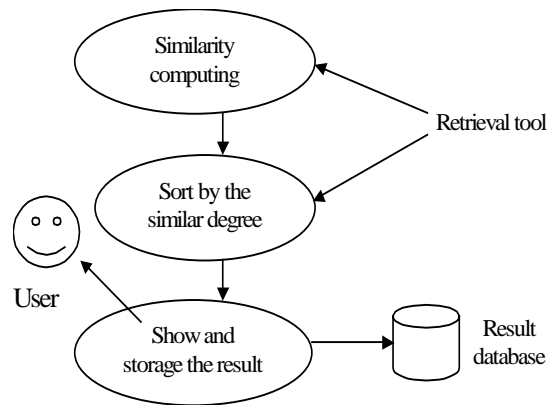 Similarity
computing
Retrieval tool
Sort by the
similar degree
User
Show and
storage the result
Result
database